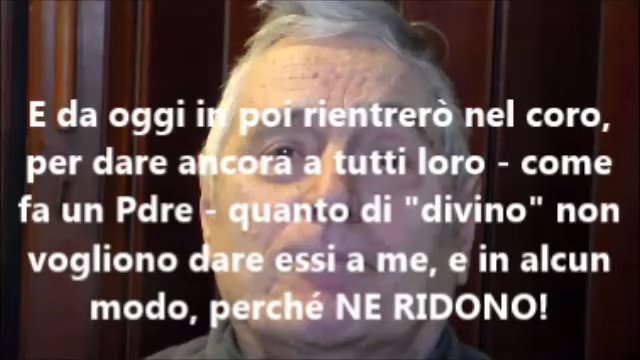 E da oggi in poi rientrerò nel coro,
per dare ancora a tutti loro - come
fa un Pdre - quanto di "divino" non
vogliono dare essi a me, e in alcun
modo, perché NE RIDONO!